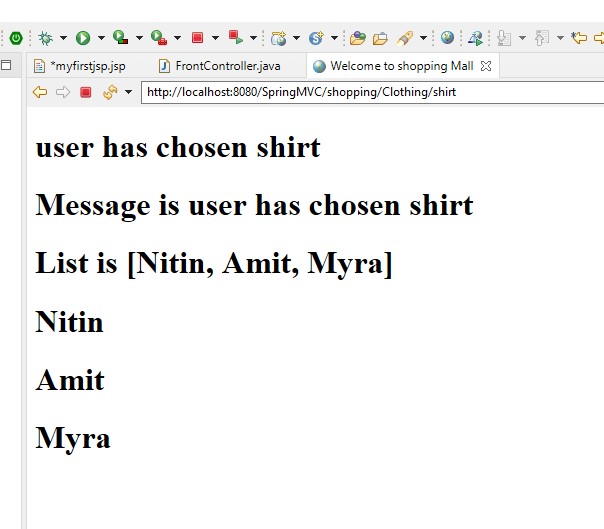 *myfirstjsp.jsp FrontController.java Welcome to shopping Mall
http://localhost:8080/SpringMVC/shopping/Clothing/shirt
user has chosen shirt
Message is user has chosen shirt
List is [Nitin, Amit, Myra]
Nitin
Amit
Myra